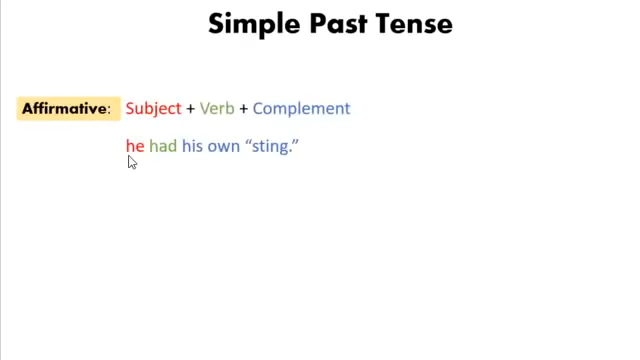 Simple Past Tense
Affirmative: Subject + Verb + Complement
he had his own “sting.”